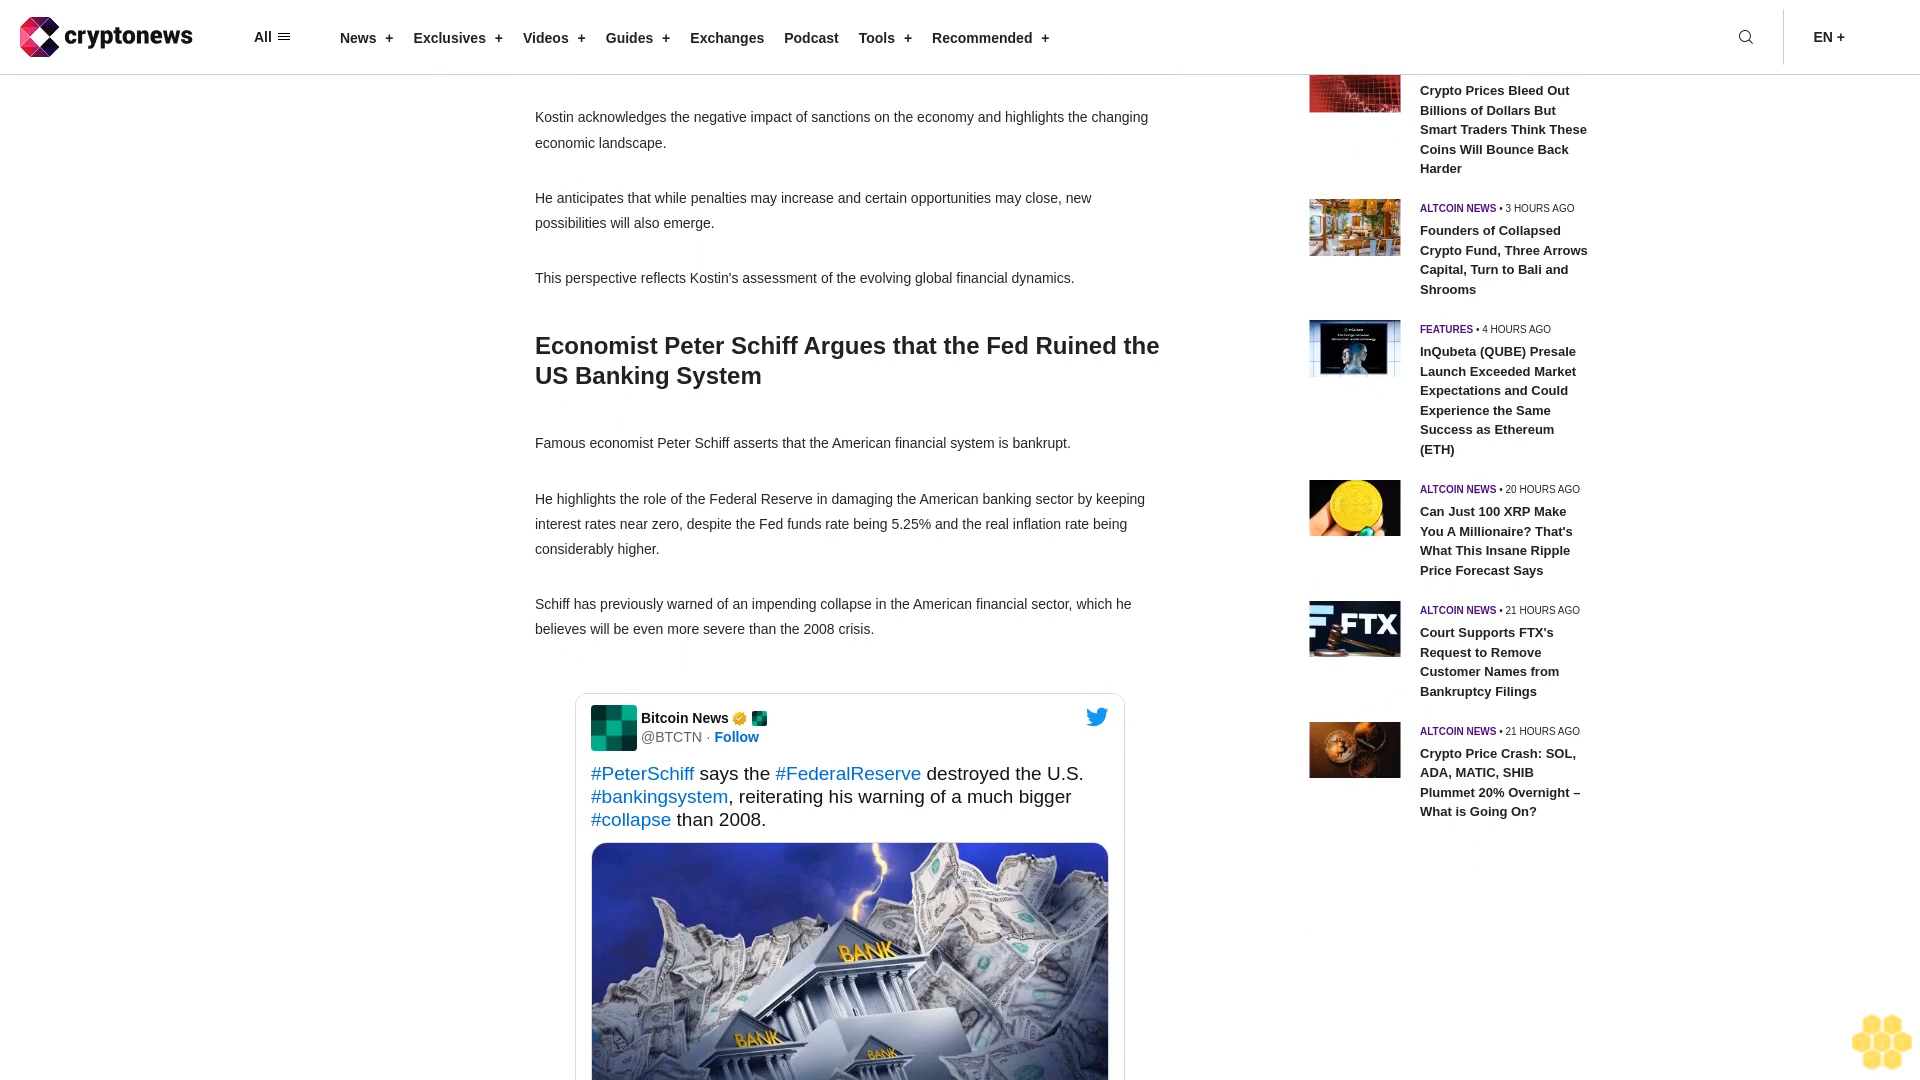 cryptonews
All
News +
Exclusives +
Videos +
Guides +
Exchanges
Podcast
Tools +
Recommended +
EN +
Kostin acknowledges the negative impact of sanctions on the economy and highlights the changing
economic landscape.
He anticipates that while penalties may increase and certain opportunities may close, new
possibilities will also emerge.
This perspective reflects Kostin's assessment of the evolving global financial dynamics.
Economist Peter Schiff Argues that the Fed Ruined the
US Banking System
Famous economist Peter Schiff asserts that the American financial system is bankrupt.
He highlights the role of the Federal Reserve in damaging the American banking sector by keeping
interest rates near zero, despite the Fed funds rate being 5.25% and the real inflation rate being
considerably higher.
Schiff has previously warned of an impending collapse in the American financial sector, which he
believes will be even more severe than the 2008 crisis.
Bitcoin News
@BTCTN · Follow
#PeterSchiff says the #FederalReserve destroyed the U.S.
#bankingsystem, reiterating his warning of a much bigger
#collapse than 2008.
BANK
BANK
BANK
Crypto Prices Bleed Out
Billions of Dollars But
Smart Traders Think These
Coins Will Bounce Back
Harder
ALTCOIN NEWS • 3 HOURS AGO
Founders of Collapsed
Crypto Fund, Three Arrows
Capital, Turn to Bali and
Shrooms
FEATURES • 4 HOURS AGO
InQubeta (QUBE) Presale
Launch Exceeded Market
Expectations and Could
Experience the Same
Success as Ethereum
(ETH)
ALTCOIN NEWS • 20 HOURS AGO
Can Just 100 XRP Make
You A Millionaire? That's
What This Insane Ripple
Price Forecast Says
FTX
ALTCOIN NEWS • 21 HOURS AGO
Court Supports FTX's
Request to Remove
Customer Names from
Bankruptcy Filings
ALTCOIN NEWS • 21 HOURS AGO
Crypto Price Crash: SOL,
ADA, MATIC, SHIB
Plummet 20% Overnight –
What is Going On?